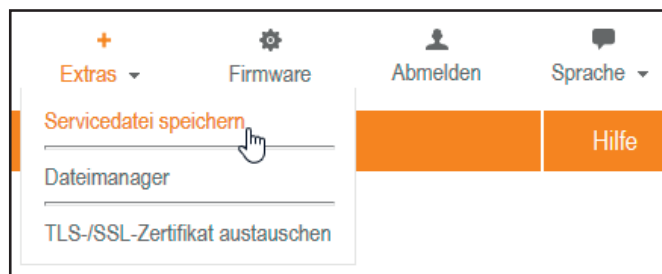 Extras Firmware Abmelden Sprache
Servicedatei speichern
Hilfe
Dateimanager
TLS-/SSL-Zertifikat austauschen